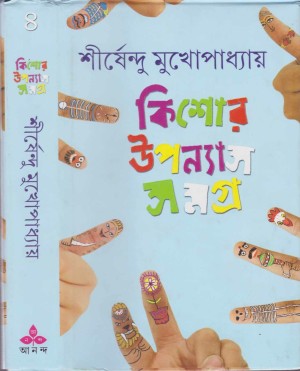 ৪
কিশোর
উপন্যাস
সমগ্র
শীর্ষেন্দু মুখোপাধ্যায়
আনন্দ
শীর্ষেন্দু মুখোপাধ্যায়
কিশোর
উপন্যাস
সমগ্র